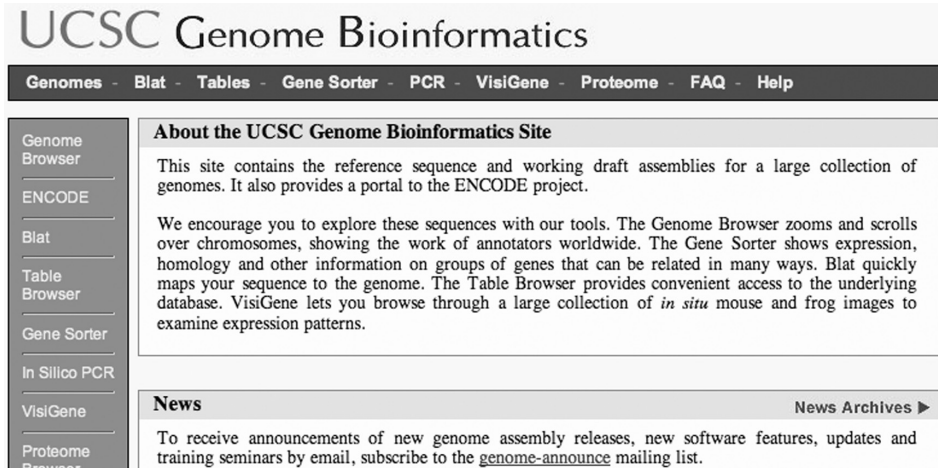 UCSC Genome Bioinformatics
Genomes - Blat - Tables - Gene Sorter - PCR - VisiGene - Proteome - FAQ - Help
Genome
Browser
ENCODE
Blat
Table
Browser
Gene Sorter
In Silico PCR
VisiGene
Proteome
Browser
About the UCSC Genome Bioinformatics Site
This site contains the reference sequence and working draft assemblies for a large collection of
genomes. It also provides a portal to the ENCODE project.
We encourage you to explore these sequences with our tools. The Genome Browser zooms and scrolls
over chromosomes, showing the work of annotators worldwide. The Gene Sorter shows expression,
homology and other information on groups of genes that can be related in many ways. Blat quickly
maps your sequence to the genome. The Table Browser provides convenient access to the underlying
database. VisiGene lets you browse through a large collection of in situ mouse and frog images to
examine expression patterns.
News
News Archives ▶
To receive announcements of new genome assembly releases, new software features, updates and
training seminars by email, subscribe to the genome-announce mailing list.